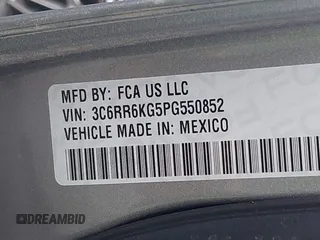 MFD BY: FCA US LLC
VIN: 3C6RR6KG5PG550852
VEHICLE MADE IN: MEXICO
DREAMBID